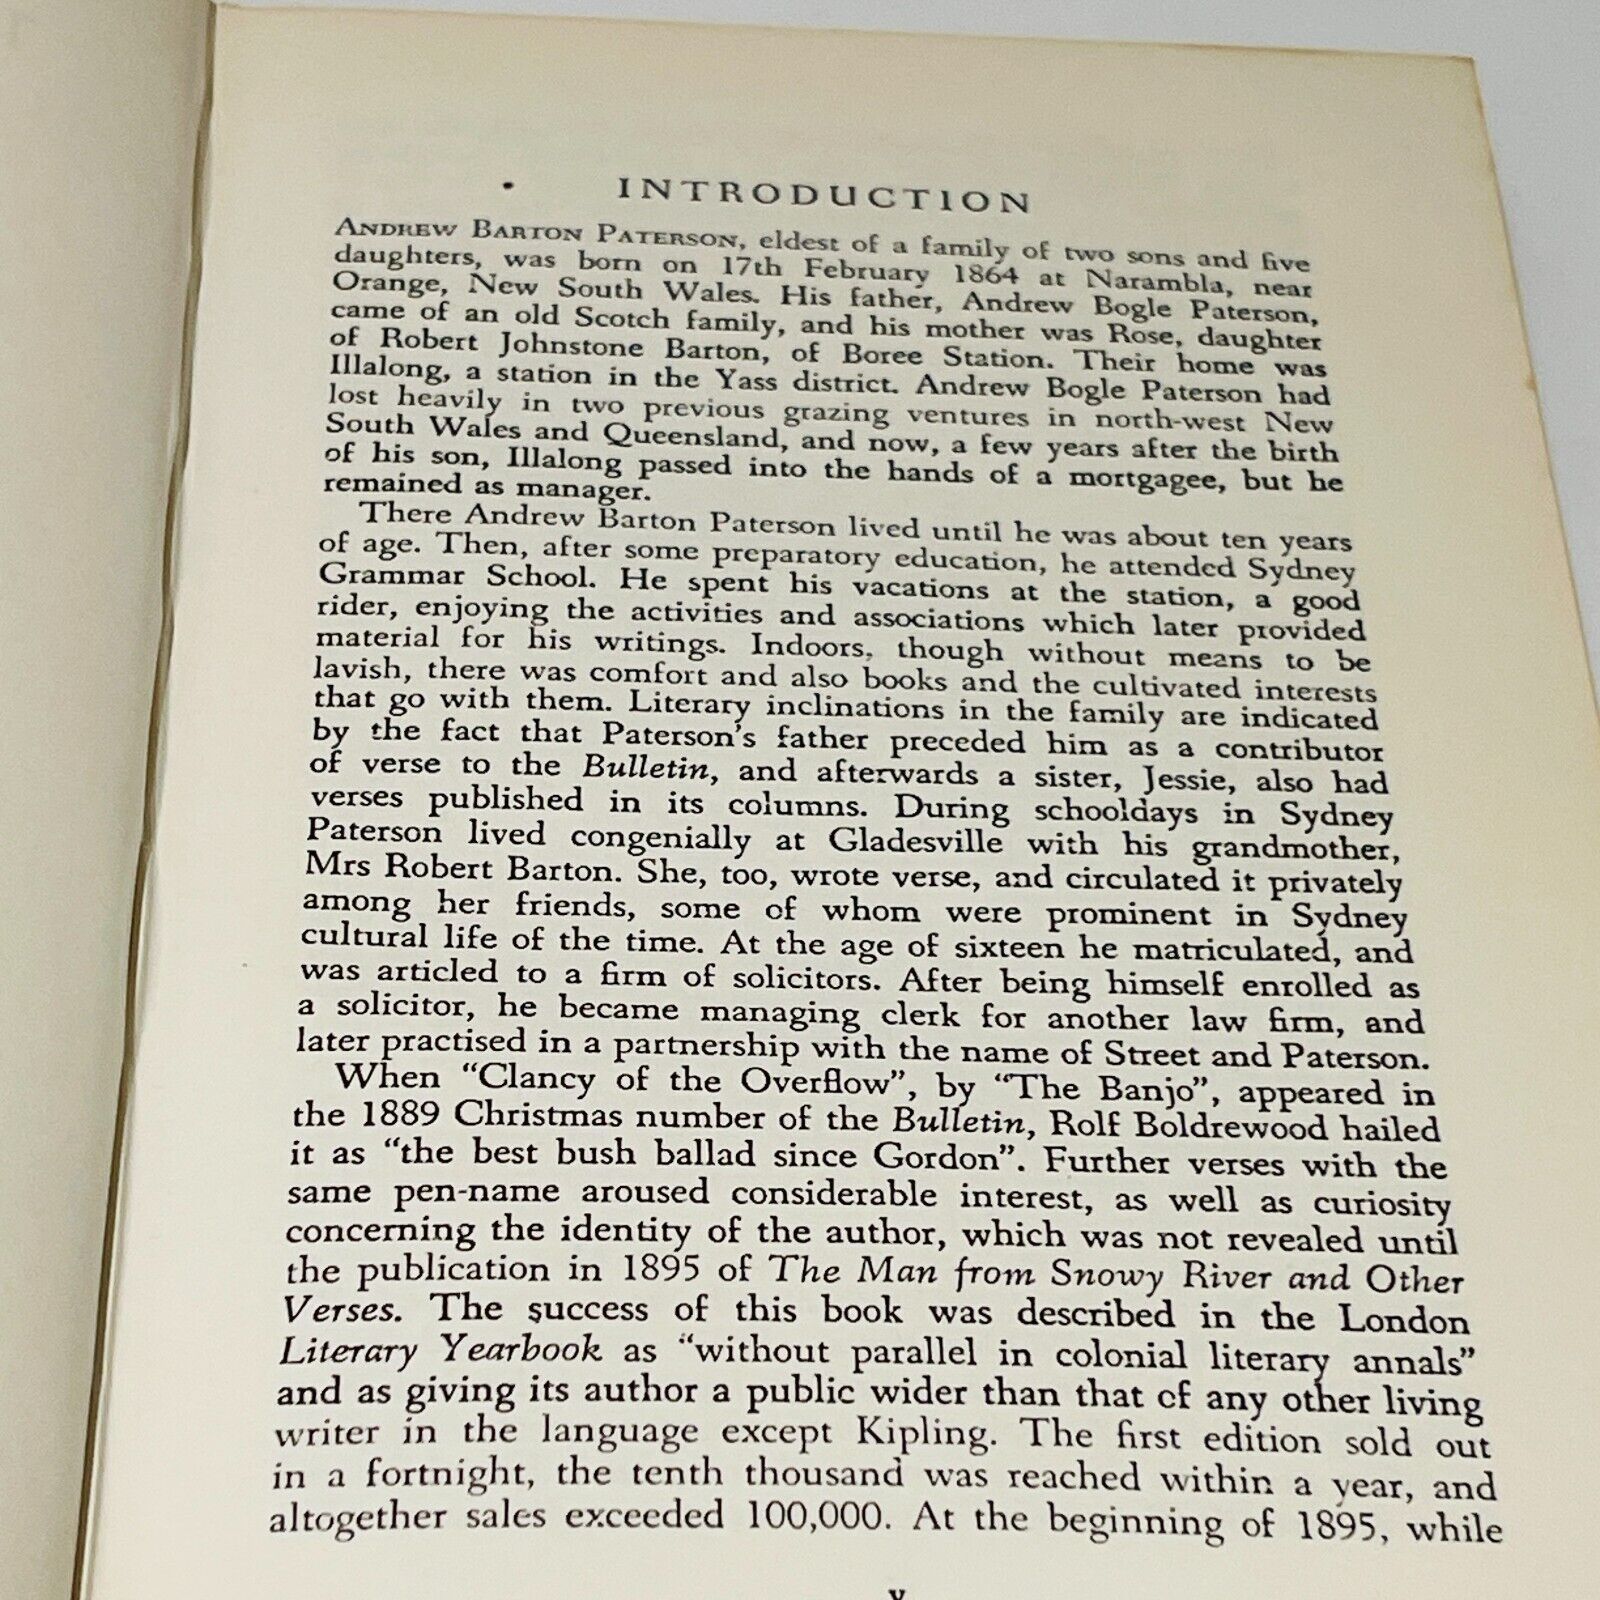 INTRODUCTION
ANDREW BARTON PATERSON, eldest of a family of two sons and five
daughters, was born on 17th February 1864 at Narambla, near
Orange, New South Wales. His father, Andrew Bogle Paterson,
came of an old Scotch family, and his mother was Rose, daughter
of Robert Johnstone Barton, of Boree Station. Their home was
Illalong, a station in the Yass district. Andrew Bogle Paterson had
lost heavily in two previous grazing ventures in north-west New
South Wales and Queensland, and now, a few years after the birth
of his son, Illalong passed into the hands of a mortgagee, but he
remained as manager.
There Andrew Barton Paterson lived until he was about ten years
of age. Then, after some preparatory education, he attended Sydney
Grammar School. He spent his vacations at the station, a good
rider, enjoying the activities and associations which later provided
material for his writings. Indoors, though without means to be
lavish, there was comfort and also books and the cultivated interests
that go with them. Literary inclinations in the family are indicated
by the fact that Paterson's father preceded him as a contributor
of verse to the Bulletin, and afterwards a sister, Jessie, also had
verses published in its columns. During schooldays in Sydney
Paterson lived congenially at Gladesville with his grandmother,
Mrs Robert Barton. She, too, wrote verse, and circulated it privately
among her friends, some of whom were prominent in Sydney
cultural life of the time. At the age of sixteen he matriculated, and
was articled to a firm of solicitors. After being himself enrolled as
a solicitor, he became managing clerk for another law firm, and
later practised in a partnership with the name of Street and Paterson.
When "Clancy of the Overflow", by "The Banjo", appeared in
the 1889 Christmas number of the Bulletin, Rolf Boldrewood hailed
it as "the best bush ballad since Gordon". Further verses with the
same pen-name aroused considerable interest, as well as curiosity
concerning the identity of the author, which was not revealed until
the publication in 1895 of The Man from Snowy River and Other
Verses. The success of this book was described in the London
Literary Yearbook as "without parallel in colonial literary annals"
and as giving its author a public wider than that of any other living
writer in the language except Kipling. The first edition sold out
in a fortnight, the tenth thousand was reached within a year, and
altogether sales exceeded 100,000. At the beginning of 1895, while
v